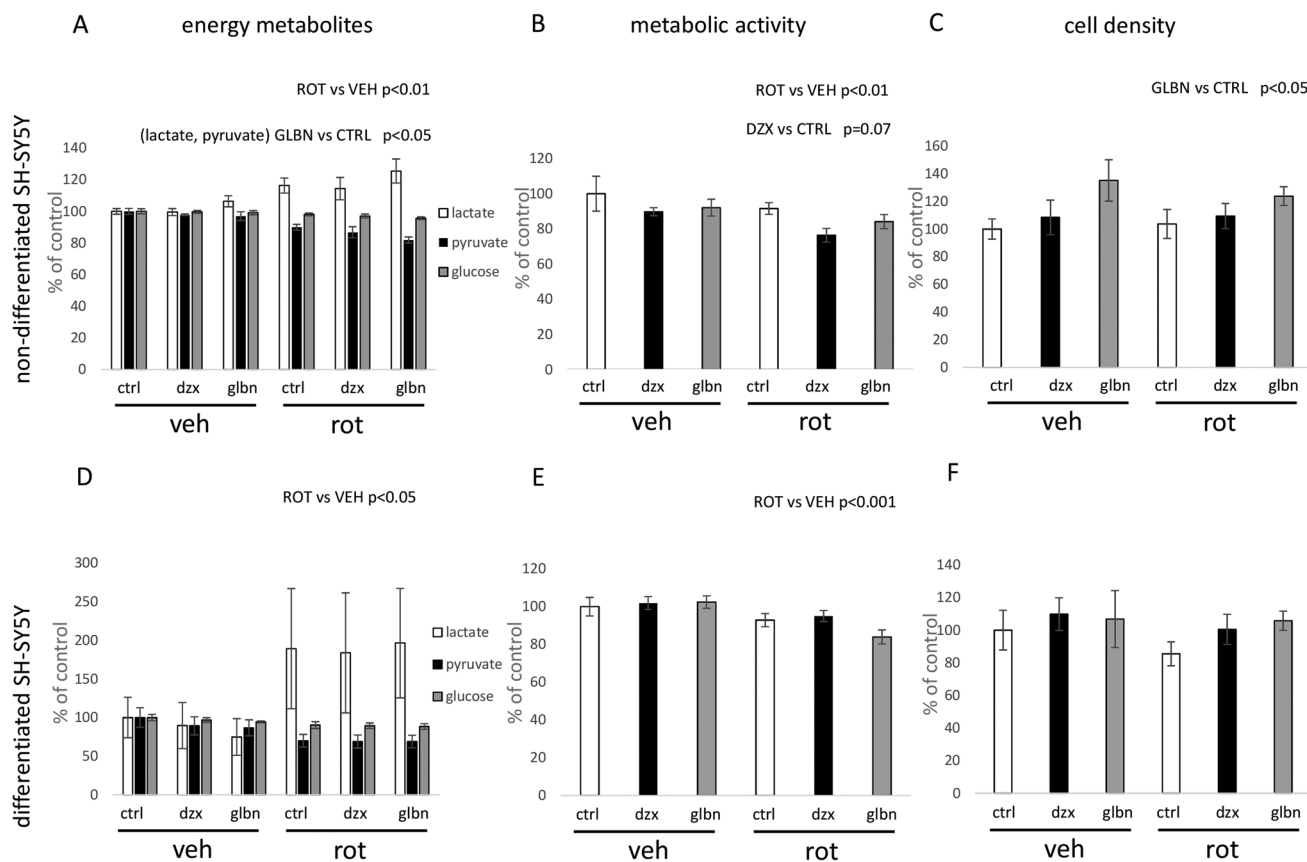 A energy metabolites
B metabolic activity
C cell density
non-differentiated SH-SY5Y
ROT vs VEH p<0.01
(lactate, pyruvate) GLBN vs CTRL p<0.05
% of control
140
120
100
80
60
40
20
0
lactate
pyruvate
glucose
ctrl dzx glbn ctrl dzx glbn
veh rot
ROT vs VEH p<0.01
DZX vs CTRL p=0.07
% of control
120
100
80
60
40
20
0
ctrl dzx glbn ctrl dzx glbn
veh rot
GLBN vs CTRL p<0.05
% of control
160
140
120
100
80
60
40
20
0
ctrl dzx glbn ctrl dzx glbn
veh rot
differentiated SH-SY5Y
D
ROT vs VEH p<0.05
% of control
300
250
200
150
100
50
0
lactate
pyruvate
glucose
ctrl dzx glbn ctrl dzx glbn
veh rot
E
ROT vs VEH p<0.001
% of control
120
100
80
60
40
20
0
ctrl dzx glbn ctrl dzx glbn
veh rot
F
% of control
140
120
100
80
60
40
20
0
ctrl dzx glbn ctrl dzx glbn
veh rot